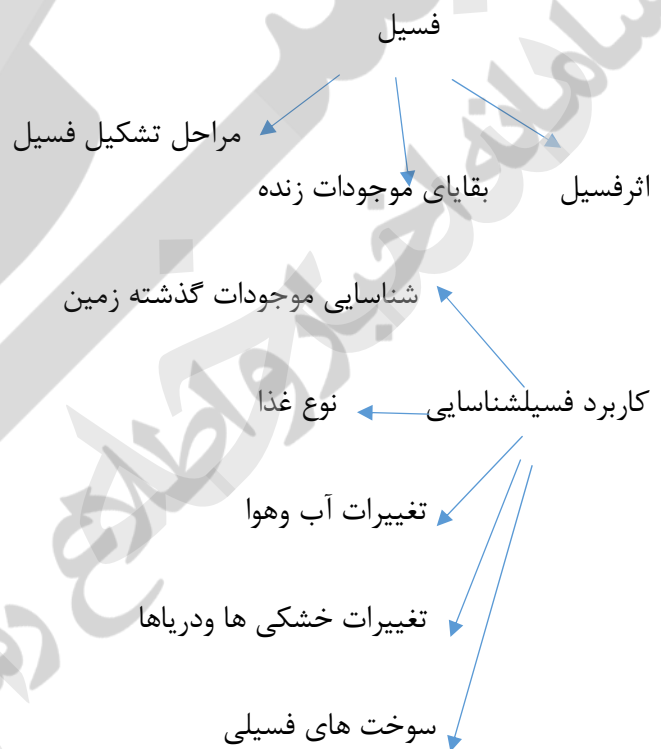 فسیل
مراحل تشکیل فسیل
اثرفسیل بقایای موجودات زنده
شناسایی موجودات گذشته زمین
کاربرد فسیلشناسایی نوع غذا
تغییرات آب وهوا
تغییرات خشکی ها ودریاها
سوخت های فسیلی